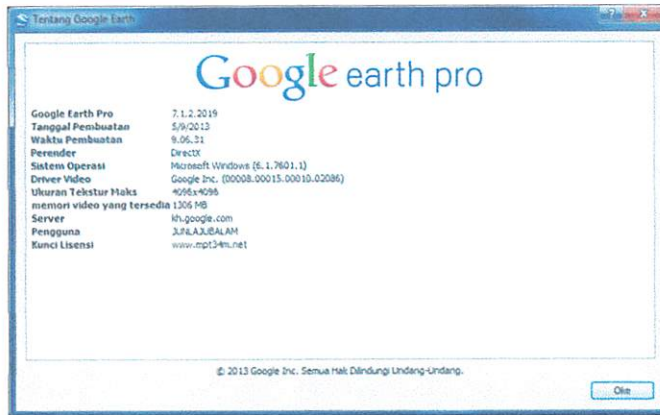 Tentang Google Earth
Google earth pro
Google Earth Pro 7.1.2.2019
Tanggal Pembuatan 5/9/2013
Waktu Pembuatan 9.06.31
Perender DirectX
Sistem Operasi Microsoft Windows (6.1.7601.1)
Driver Video Google Inc. (00008.00015.00010.02086)
Ukuran Tekstur Maks 4096x4096
memori video yang tersedia 1306 MB
Server kh.google.com
Pengguna JUNLAJUBALAM
Kunci Lisensi www.mpt34m.net
© 2013 Google Inc. Semua Hak Dilindungi Undang-Undang.
Oke